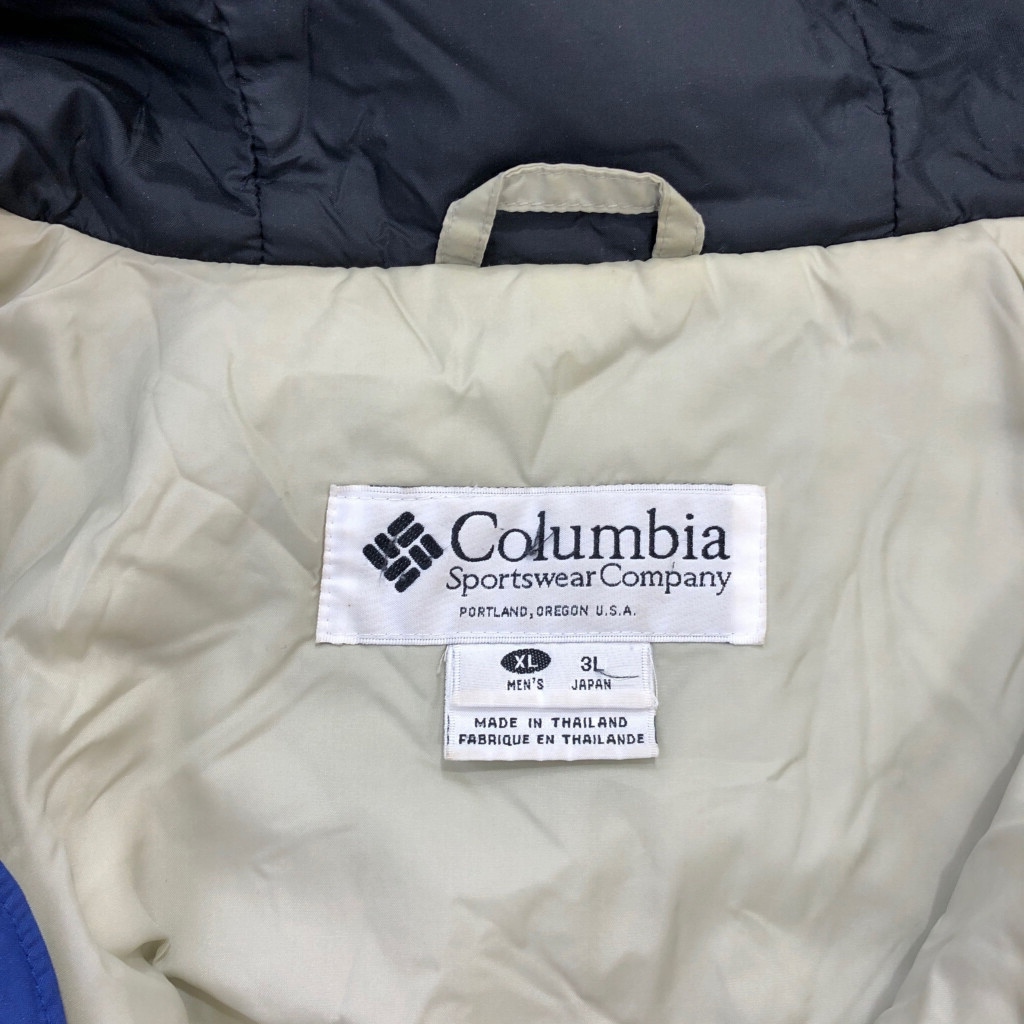 Columbia
Sportswear Company
PORTLAND, OREGON U.S.A.
XL 3L
MEN'S JAPAN
MADE IN THAILAND
FABRIQUE EN THAILANDE